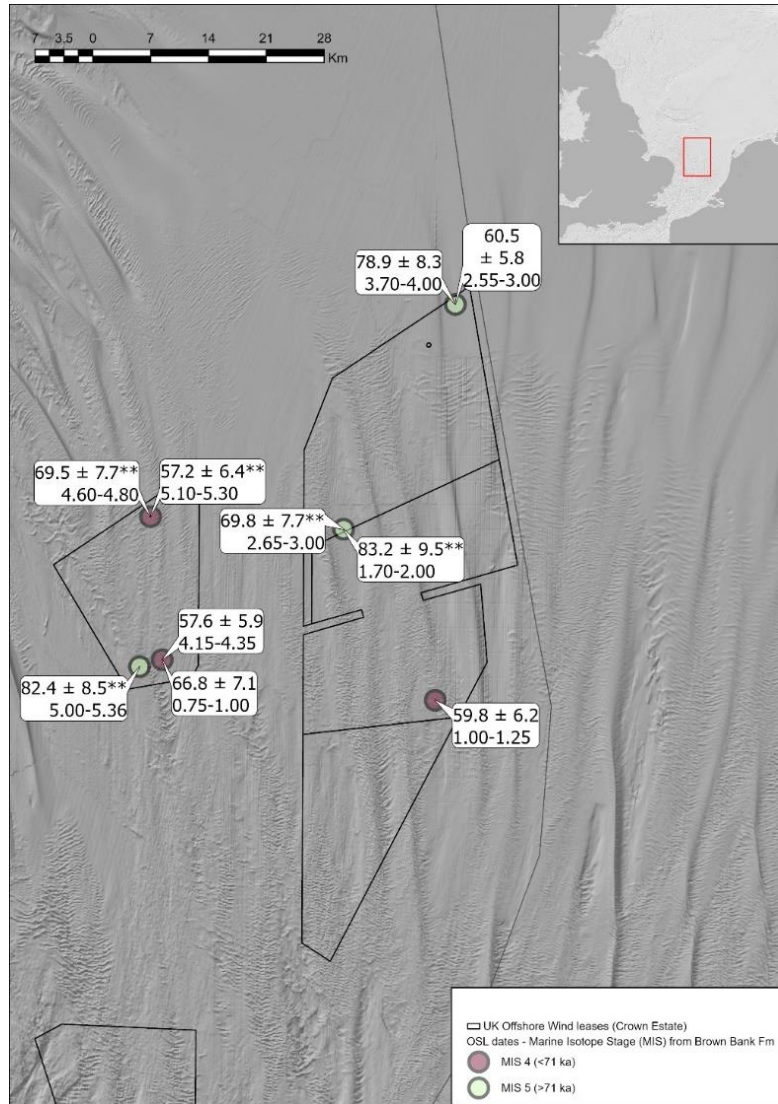 7 3.5 0 7 14 21 28
Km
60.5
± 5.8
2.55-3.00
78.9 ± 8.3
3.70-4.00
69.5 ± 7.7**
4.60-4.80
57.2 ± 6.4**
5.10-5.30
69.8 ± 7.7**
2.65-3.00
83.2 ± 9.5**
1.70-2.00
57.6 ± 5.9
4.15-4.35
82.4 ± 8.5**
5.00-5.36
66.8 ± 7.1
0.75-1.00
59.8 ± 6.2
1.00-1.25
UK Offshore Wind leases (Crown Estate)
OSL dates - Marine Isotope Stage (MIS) from Brown Bank Fm
MIS 4 (<71 ka)
MIS 5 (>71 ka)